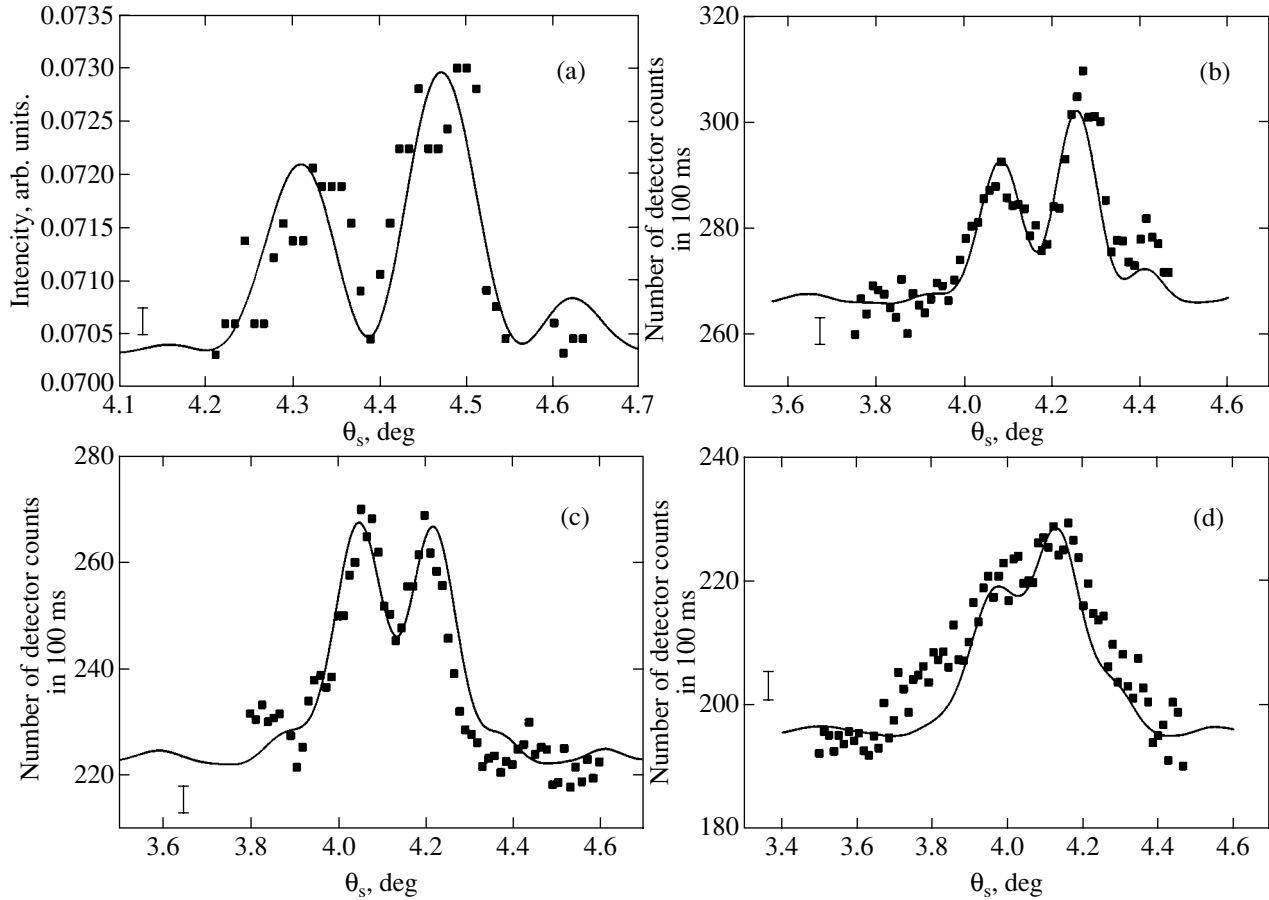 0.0735
0.0730
0.0725
0.0720
0.0715
0.0710
0.0705
0.0700
Intencity, arb. units.
(a)
4.1 4.2 4.3 4.4 4.5 4.6 4.7
θs, deg
320
300
280
260
250
Number of detector counts
in 100 ms
(b)
3.6 3.8 4.0 4.2 4.4 4.6
θs, deg
280
260
240
220
Number of detector counts
in 100 ms
(c)
3.6 3.8 4.0 4.2 4.4 4.6
θs, deg
240
220
200
180
Number of detector counts
in 100 ms
(d)
3.4 3.6 3.8 4.0 4.2 4.4 4.6
θs, deg